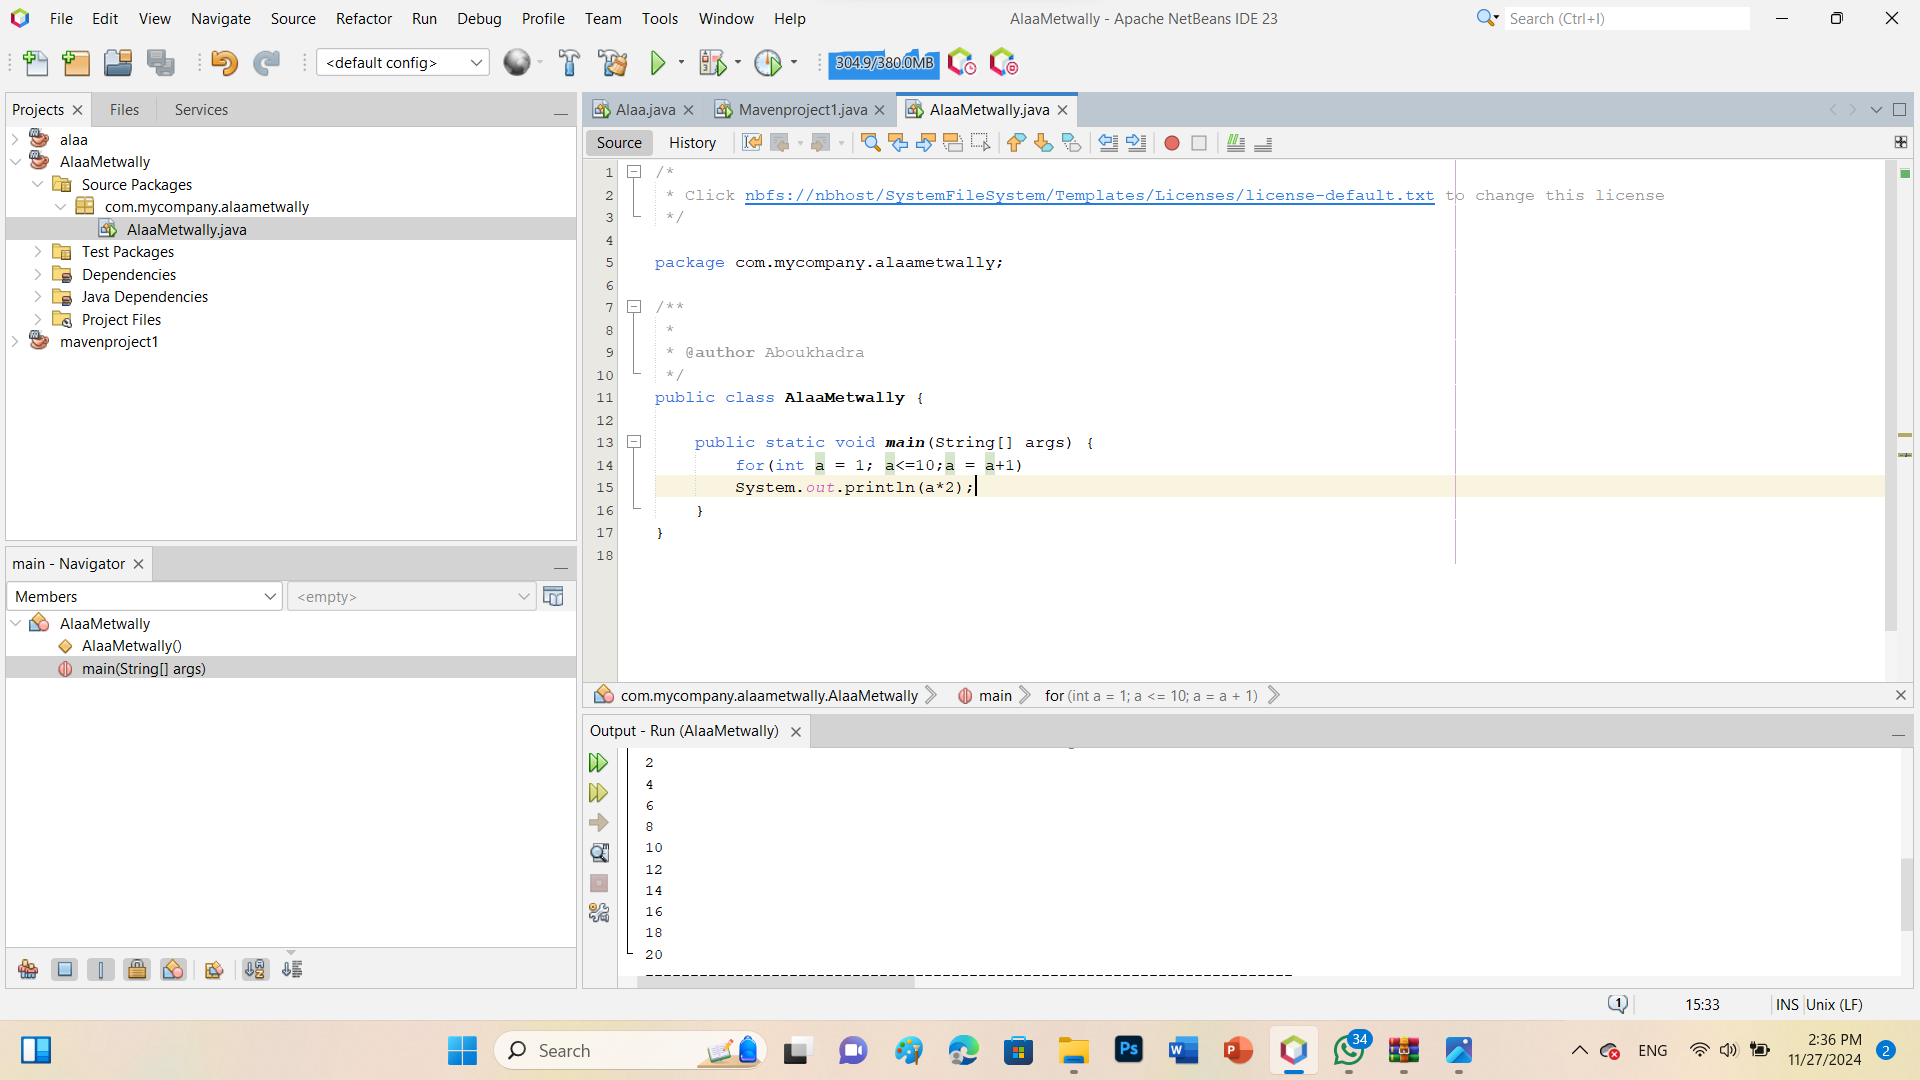 File Edit View Navigate Source Refactor Run Debug Profile Team Tools Window Help
AlaaMetwally - Apache NetBeans IDE 23
Search (Ctrl+I)
<default config>
304.9/380.0MB
Projects Files Services
alaa
AlaaMetwally
Source Packages
com.mycompany.alaametwally
AlaaMetwally.java
Test Packages
Dependencies
Java Dependencies
Project Files
mavenproject1
main - Navigator
Members
<empty>
AlaaMetwally
AlaaMetwally()
main(String[] args)
Alaa.java Mavenproject1.java AlaaMetwally.java
Source History
1 /*
2 * Click nbfs://nbhost/SystemFileSystem/Templates/Licenses/license-default.txt to change this license
3 */
4
5 package com.mycompany.alaametwally;
6
7 /**
8 *
9 * @author Aboukhadra
10 */
11 public class AlaaMetwally {
12
13 public static void main(String[] args) {
14 for(int a = 1; a<=10;a = a+1)
15 System.out.println(a*2);
16 }
17 }
18
com.mycompany.alaametwally.AlaaMetwally main for (int a = 1; a <= 10; a = a + 1)
Output - Run (AlaaMetwally)
2
4
6
8
10
12
14
16
18
20
------------------------------------------------------------------------
1 15:33 INS Unix (LF)
Search
Ps
W
P
34
ENG
2:36 PM
11/27/2024
2